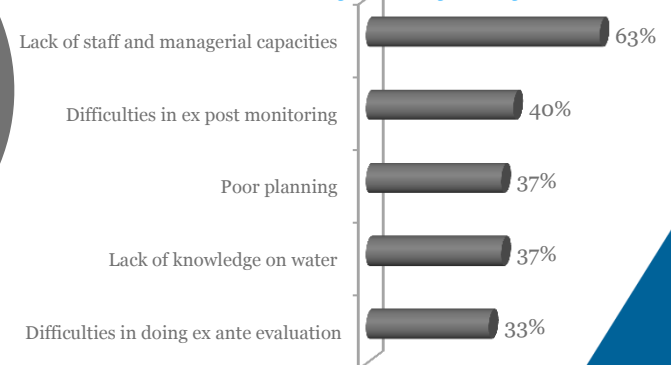 Lack of staff and managerial capacities 63%
Difficulties in ex post monitoring 40%
Poor planning 37%
Lack of knowledge on water 37%
Difficulties in doing ex ante evaluation 33%